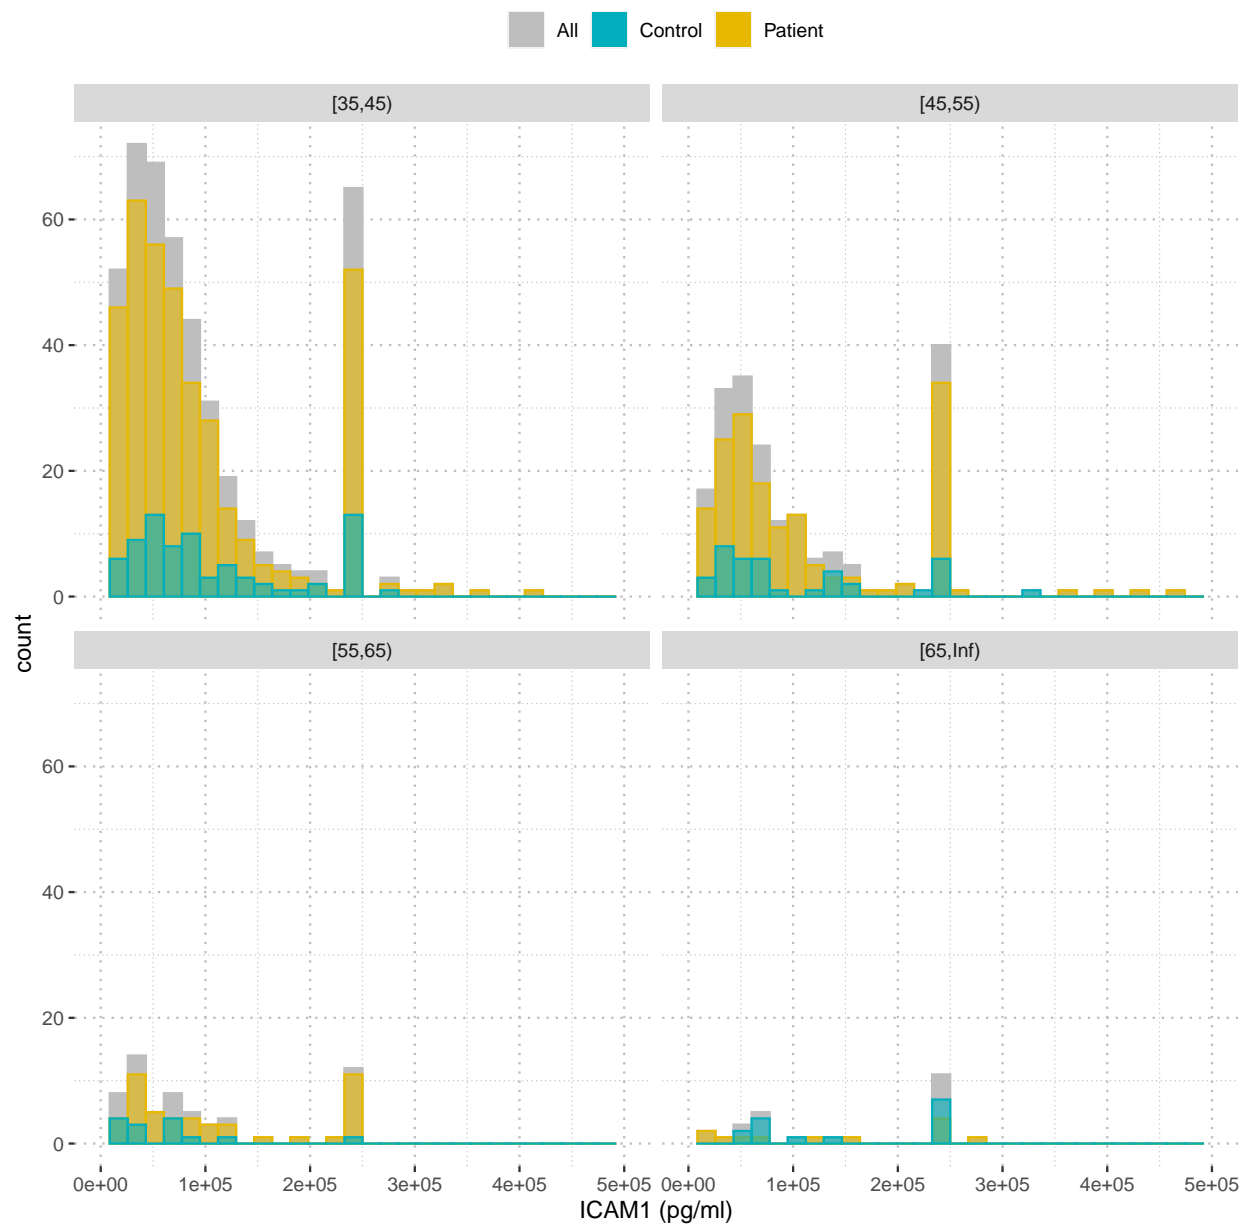 All Control Patient
[35,45) [45,55)
60
40
20
0
count
[55,65) [65,Inf)
60
40
20
0
0e+00 1e+05 2e+05 3e+05 4e+05 5e+05 0e+00 1e+05 2e+05 3e+05 4e+05 5e+05
ICAM1 (pg/ml)